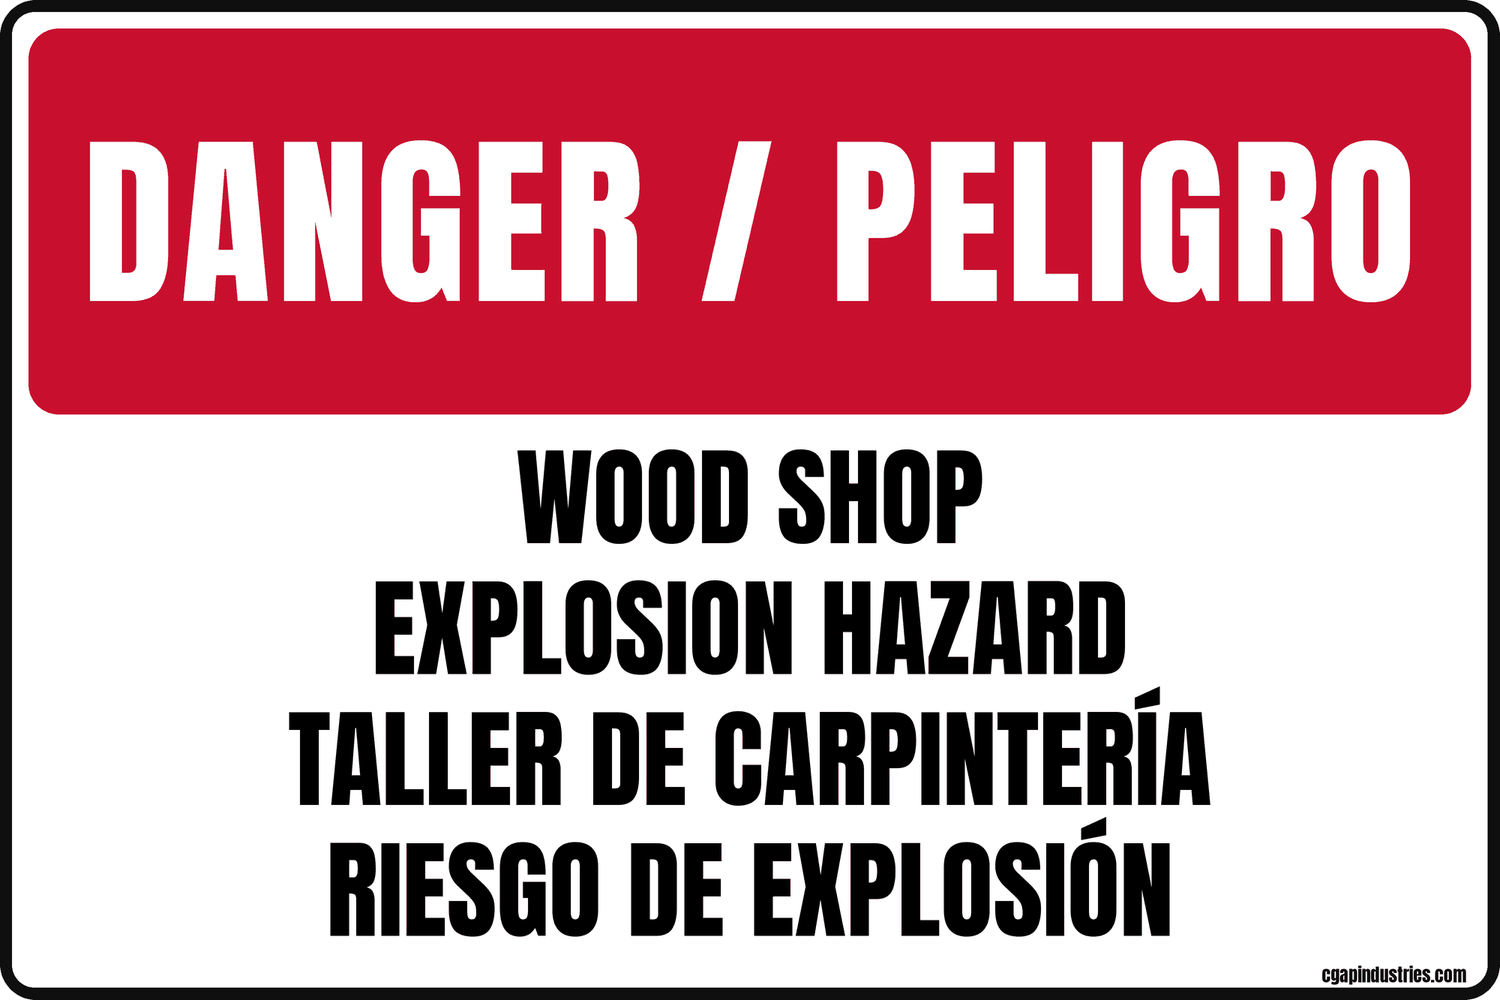 DANGER / PELIGRO
WOOD SHOP
EXPLOSION HAZARD
TALLER DE CARPINTERÍA
RIESGO DE EXPLOSIÓN
cgapindustries.com